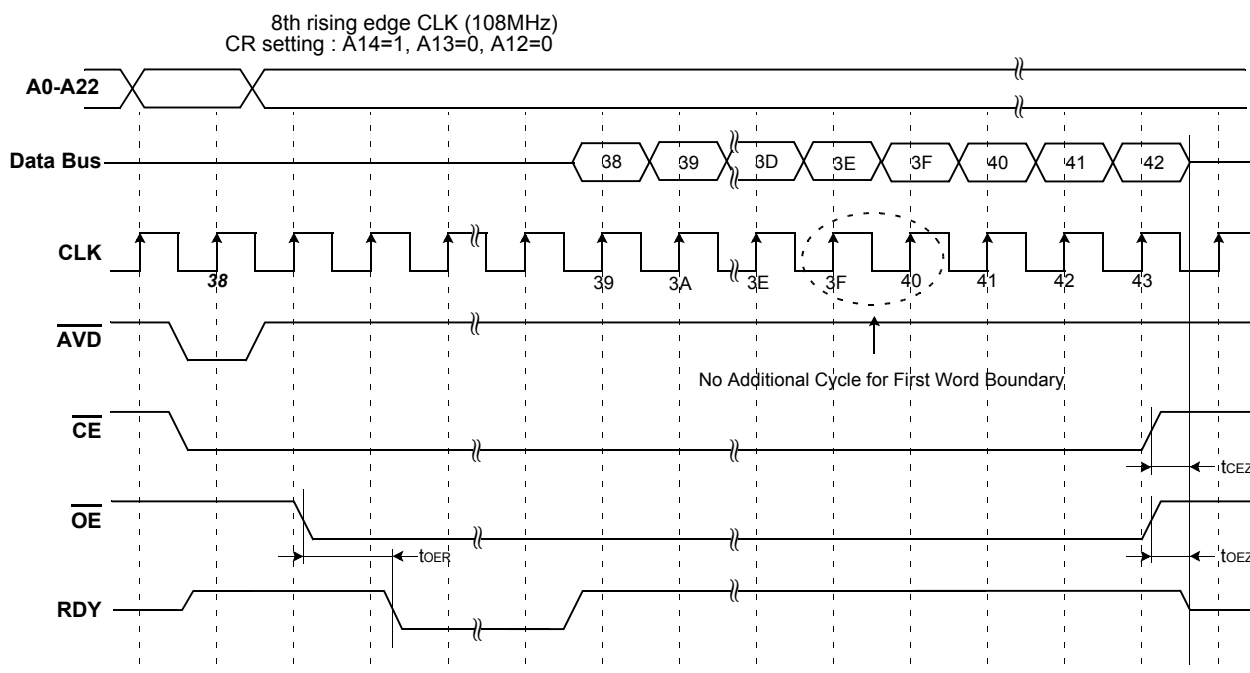 8th rising edge CLK (108MHz)
CR setting : A14=1, A13=0, A12=0
A0-A22
Data Bus
38 39 3D 3E 3F 40 41 42
CLK
38 39 3A 3E 3F 40 41 42 43
AVD
No Additional Cycle for First Word Boundary
CE
tCEZ
OE
tOER
tOEZ
RDY